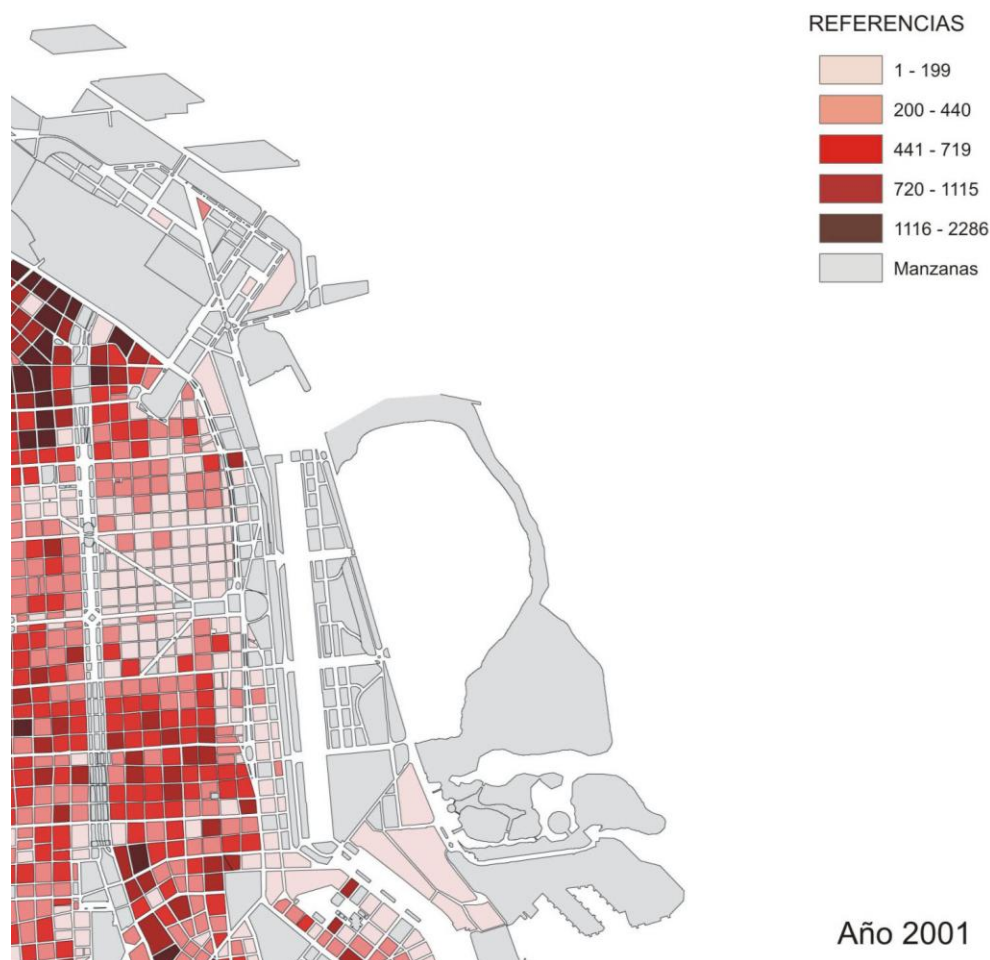 REFERENCIAS
1 - 199
200 - 440
441 - 719
720 - 1115
1116 - 2286
Manzanas
Año 2001